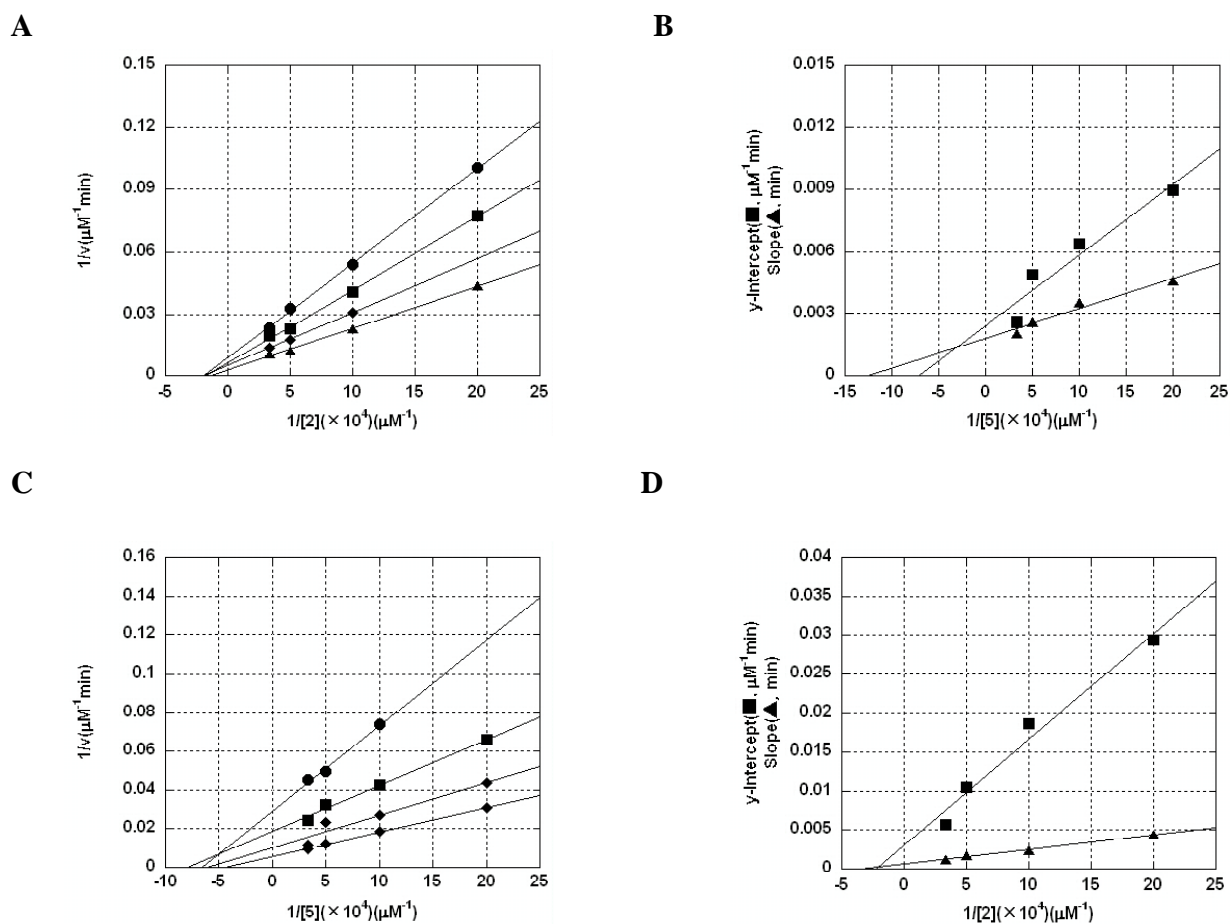 A
B
0.15
0.12
0.09
0.06
0.03
0
1/v(μM⁻¹min)
-5 0 5 10 15 20 25
1/[2](×10⁴)(μM⁻¹)
0.015
0.012
0.009
0.006
0.003
0
y-Intercept(■, μM⁻¹min)
Slope(▲, min)
-15 -10 -5 0 5 10 15 20 25
1/[5](×10⁴)(μM⁻¹)
C
D
0.16
0.14
0.12
0.1
0.08
0.06
0.04
0.02
0
1/v(μM⁻¹min)
-10 -5 0 5 10 15 20 25
1/[5](×10⁴)(μM⁻¹)
0.04
0.035
0.03
0.025
0.02
0.015
0.01
0.005
0
y-Intercept(■, μM⁻¹min)
Slope(▲, min)
-5 0 5 10 15 20 25
1/[2](×10⁴)(μM⁻¹)